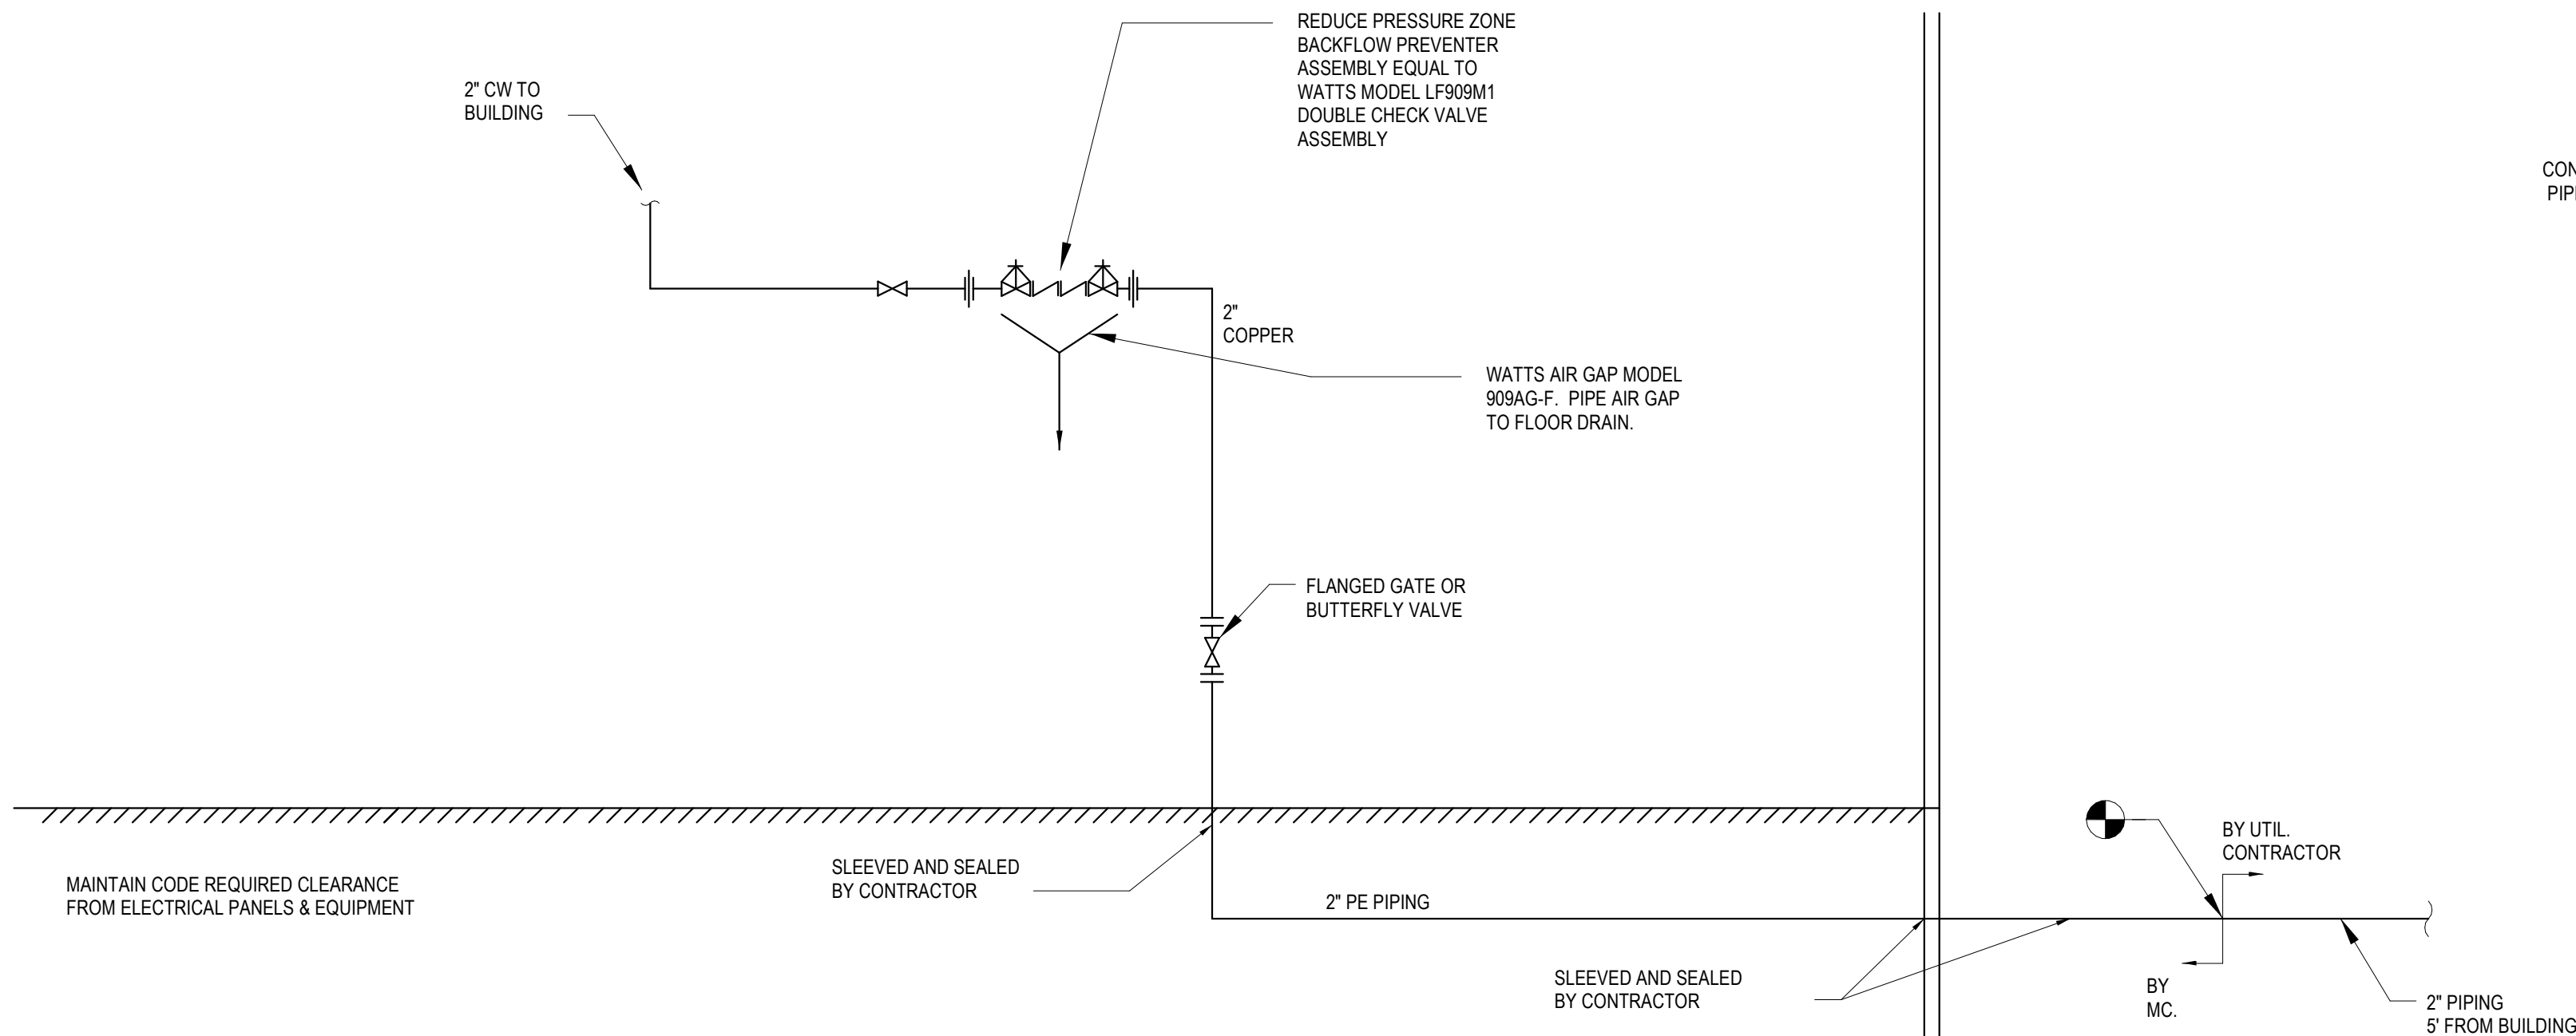 REDUCE PRESSURE ZONE
BACKFLOW PREVENTER
ASSEMBLY EQUAL TO
WATTS MODEL LF909M1
DOUBLE CHECK VALVE
ASSEMBLY
2" CW TO
BUILDING
CON
PIP
2"
COPPER
WATTS AIR GAP MODEL
909AG-F. PIPE AIR GAP
TO FLOOR DRAIN.
FLANGED GATE OR
BUTTERFLY VALVE
BY UTIL.
CONTRACTOR
SLEEVED AND SEALED
BY CONTRACTOR
MAINTAIN CODE REQUIRED CLEARANCE
FROM ELECTRICAL PANELS & EQUIPMENT
2" PE PIPING
SLEEVED AND SEALED
BY CONTRACTOR
BY
MC.
2" PIPING
5' FROM BUILDING